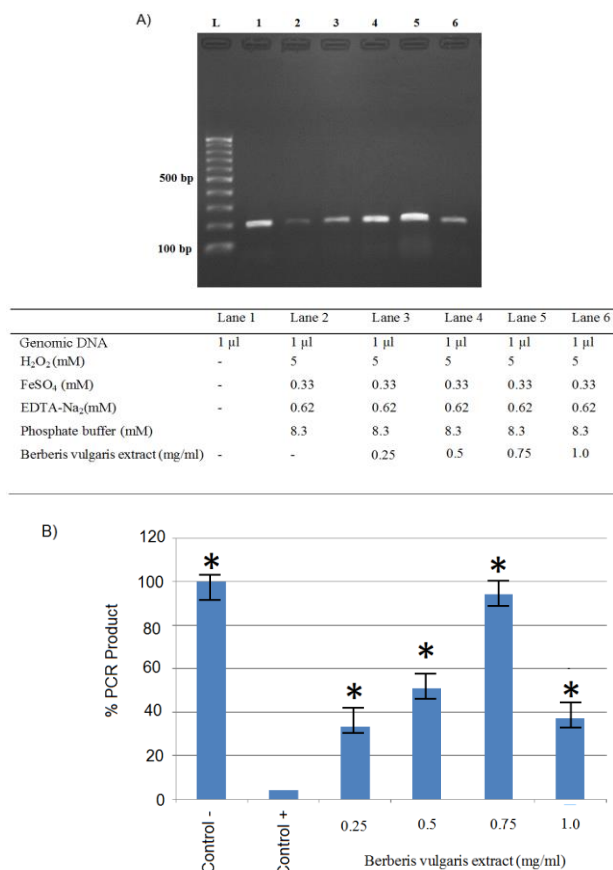 A)
L 1 2 3 4 5 6
500 bp
100 bp
Lane 1 Lane 2 Lane 3 Lane 4 Lane 5 Lane 6
Genomic DNA 1 µl 1 µl 1 µl 1 µl 1 µl 1 µl
H₂O₂ (mM) - 5 5 5 5 5
FeSO₄ (mM) - 0.33 0.33 0.33 0.33 0.33
EDTA-Na₂(mM) - 0.62 0.62 0.62 0.62 0.62
Phosphate buffer (mM) 8.3 8.3 8.3 8.3 8.3
Berberis vulgaris extract (mg/ml) - - 0.25 0.5 0.75 1.0
B)
% PCR Product
120
100
80
60
40
20
0
* * * * *
Control - Control + 0.25 0.5 0.75 1.0
Berberis vulgaris extract (mg/ml)